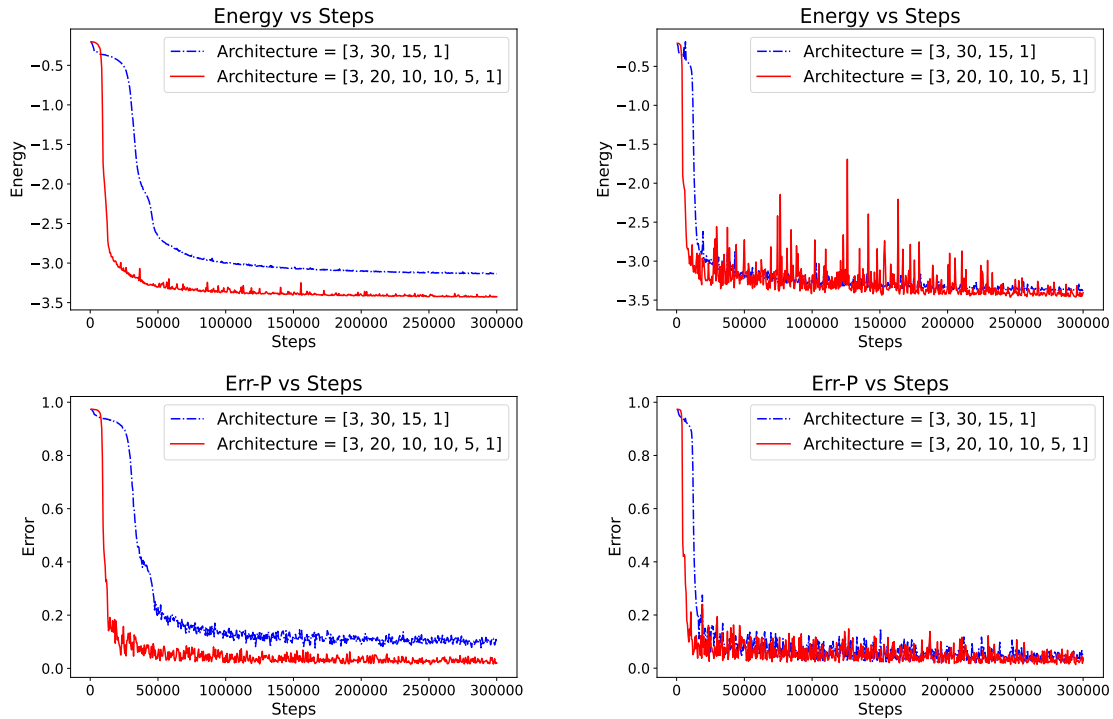 Energy vs Steps
Architecture = [3, 30, 15, 1]
Architecture = [3, 20, 10, 10, 5, 1]
Energy
−0.5
−1.0
−1.5
−2.0
−2.5
−3.0
−3.5
0 50000 100000 150000 200000 250000 300000
Steps
Energy vs Steps
Architecture = [3, 30, 15, 1]
Architecture = [3, 20, 10, 10, 5, 1]
Energy
−0.5
−1.0
−1.5
−2.0
−2.5
−3.0
−3.5
0 50000 100000 150000 200000 250000 300000
Steps
Err-P vs Steps
Architecture = [3, 30, 15, 1]
Architecture = [3, 20, 10, 10, 5, 1]
Error
1.0
0.8
0.6
0.4
0.2
0.0
0 50000 100000 150000 200000 250000 300000
Steps
Err-P vs Steps
Architecture = [3, 30, 15, 1]
Architecture = [3, 20, 10, 10, 5, 1]
Error
1.0
0.8
0.6
0.4
0.2
0.0
0 50000 100000 150000 200000 250000 300000
Steps